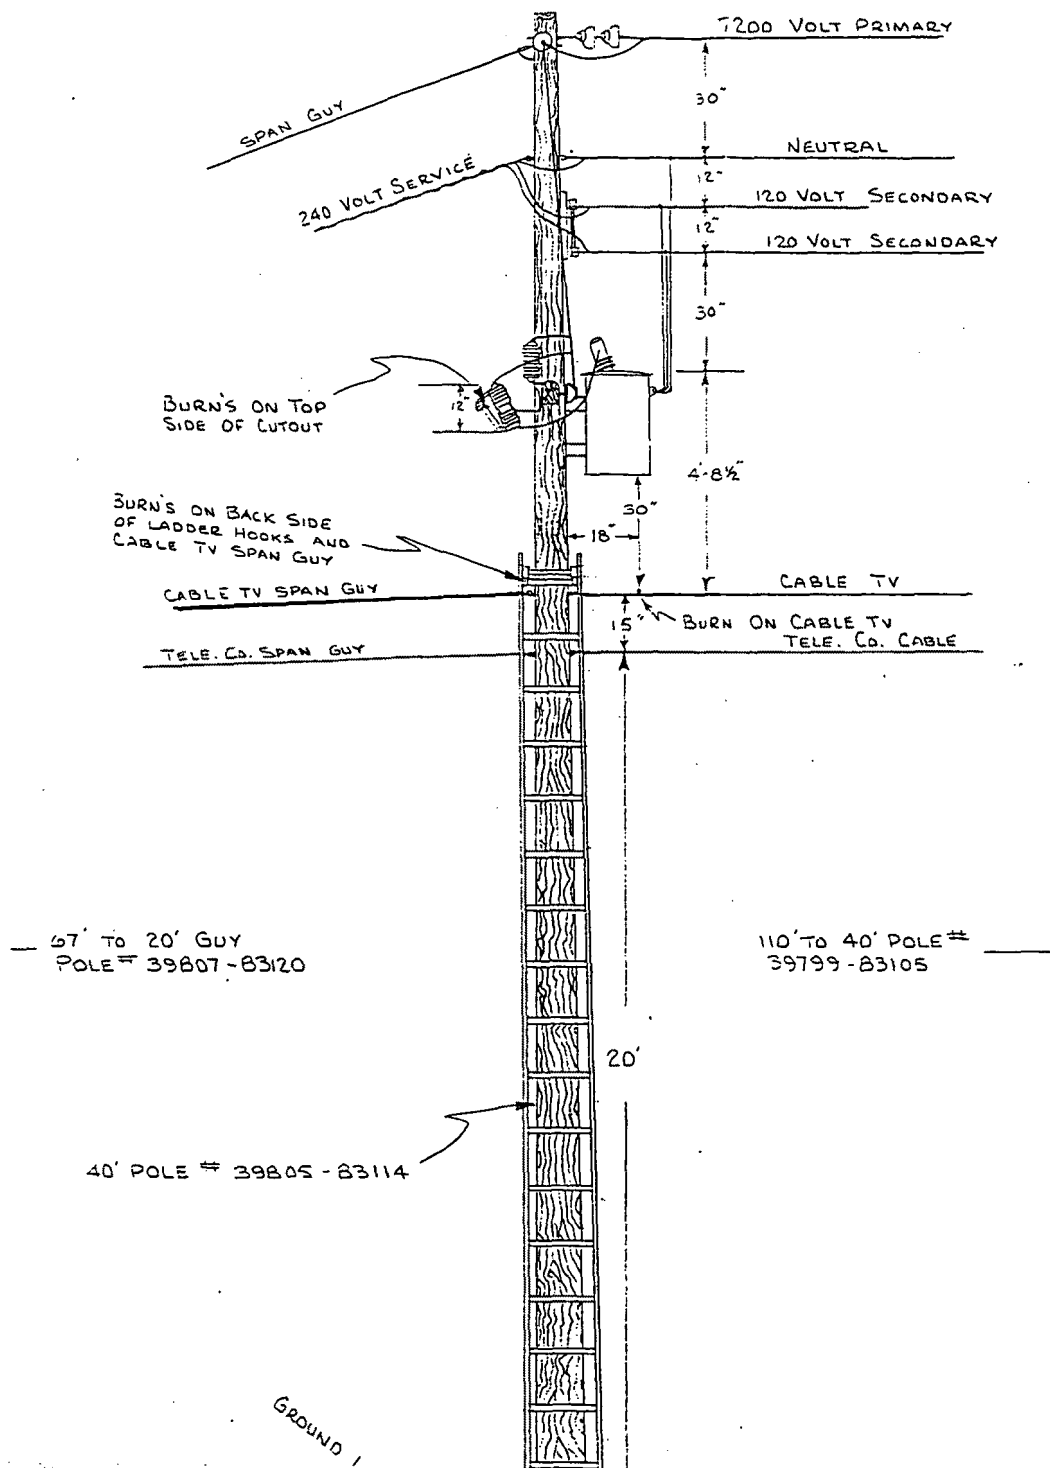 7200 VOLT PRIMARY
30"
SPAN GUY
NEUTRAL
12"
240 VOLT SERVICE
120 VOLT SECONDARY
12"
120 VOLT SECONDARY
30"
BURN'S ON TOP
SIDE OF CUTOUT
12"
4'-8½"
BURN'S ON BACK SIDE
OF LADDER HOOKS AND
CABLE TV SPAN GUY
30"
18"
CABLE TV SPAN GUY
CABLE TV
15"
BURN ON CABLE TV
TELE. CO. SPAN GUY
TELE. CO. CABLE
67' TO 20' GUY
POLE # 39807-83120
110' TO 40' POLE #
39799-83105
20'
40' POLE # 39805-83114
GROUND